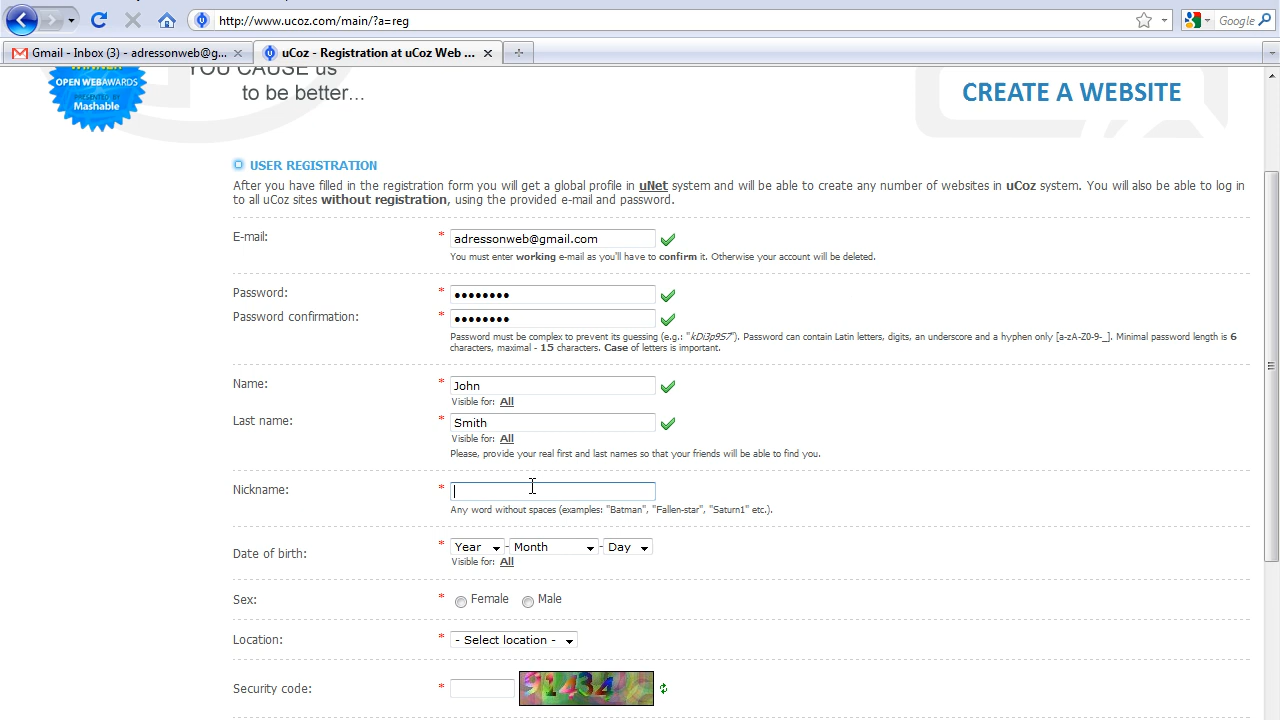 http://www.ucoz.com/main/?a=reg
Google
Gmail - Inbox (3) - adressonweb@g...
uCoz - Registration at uCoz Web ...
OPEN WEBAWARDS
PRESENTED BY
Mashable
YOU CAUSE us
to be better...
CREATE A WEBSITE
USER REGISTRATION
After you have filled in the registration form you will get a global profile in uNet system and will be able to create any number of websites in uCoz system. You will also be able to log in
to all uCoz sites without registration, using the provided e-mail and password.
E-mail: * adressonweb@gmail.com
You must enter working e-mail as you'll have to confirm it. Otherwise your account will be deleted.
Password: * ••••••••
Password confirmation: * ••••••••
Password must be complex to prevent its guessing (e.g.: "kDi3p9S7"). Password can contain Latin letters, digits, an underscore and a hyphen only [a-zA-Z0-9-_]. Minimal password length is 6
characters, maximal - 15 characters. Case of letters is important.
Name: * John
Visible for: All
Last name: * Smith
Visible for: All
Please, provide your real first and last names so that your friends will be able to find you.
Nickname: *
Any word without spaces (examples: "Batman", "Fallen-star", "Saturn1" etc.).
Date of birth: * Year - Month - Day
Visible for: All
Sex: * Female Male
Location: * - Select location -
Security code: * 91434